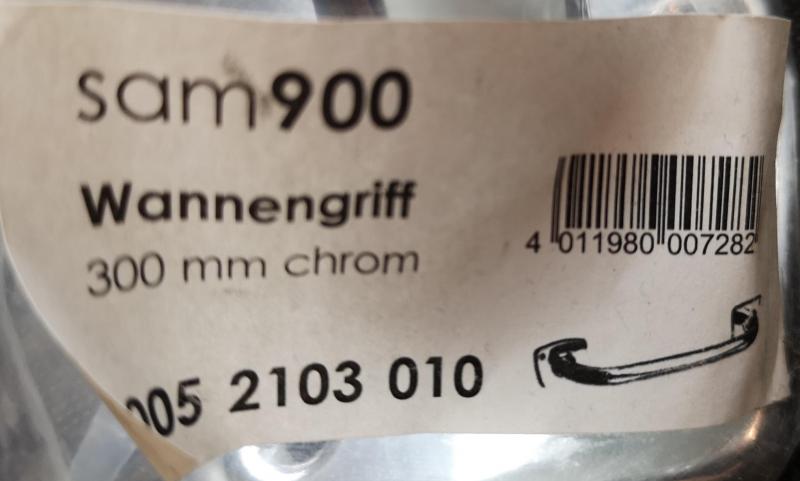 sam900
Wannengriff
300 mm chrom
4 011980 007282
005 2103 010